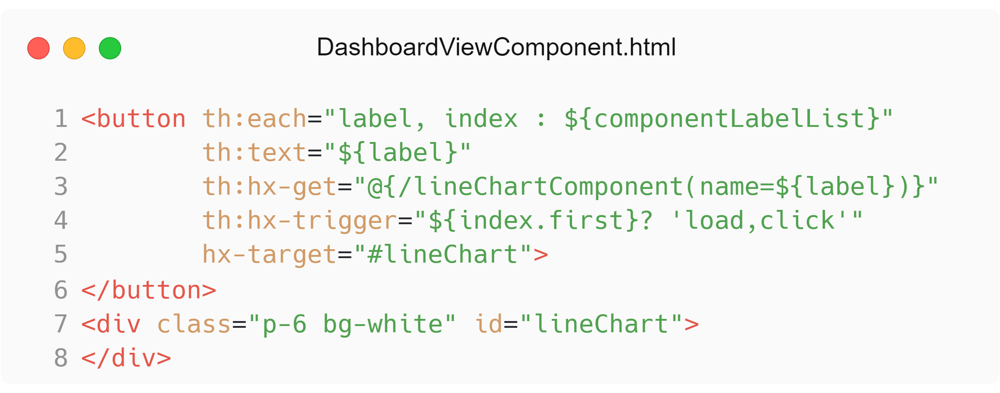 DashboardViewComponent.html
1 <button th:each="label, index : ${componentLabelList}"
2         th:text="${label}"
3         th:hx-get="@{/lineChartComponent(name=${label})}"
4         th:hx-trigger="${index.first}? 'load,click'"
5         hx-target="#lineChart">
6 </button>
7 <div class="p-6 bg-white" id="lineChart">
8 </div>